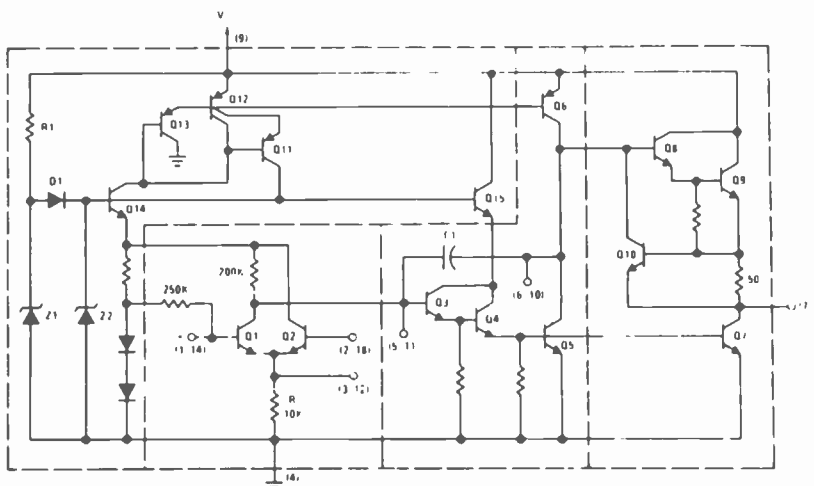 V
(9)
Q12
Q6
Q13
R1
Q11
Q8
D1
Q9
Q14
Q15
C1
Q10
200K
250K
(6 10)
50
Q3
Z1
Z2
Q1
Q2
Q4
(1 14)
(2 18)
(5 11)
Q5
Q7
(3 12)
R
10K
(4)